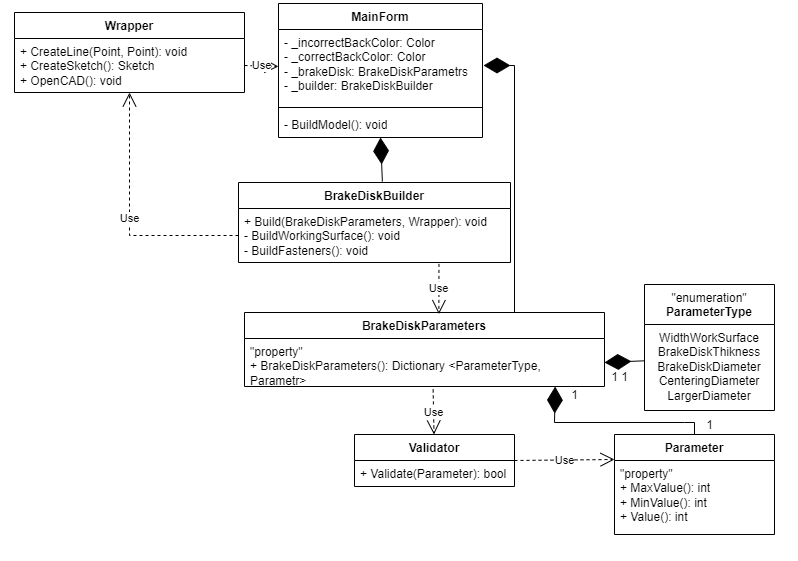 Wrapper
+ CreateLine(Point, Point): void
+ CreateSketch(): Sketch
+ OpenCAD(): void
Use
MainForm
- _incorrectBackColor: Color
- _correctBackColor: Color
- _brakeDisk: BrakeDiskParametrs
- _builder: BrakeDiskBuilder
- BuildModel(): void
Use
BrakeDiskBuilder
+ Build(BrakeDiskParameters, Wrapper): void
- BuildWorkingSurface(): void
- BuildFasteners(): void
Use
BrakeDiskParameters
"property"
+ BrakeDiskParameters(): Dictionary <ParameterType,
Parametr>
1 1
"enumeration"
ParameterType
WidthWorkSurface
BrakeDiskThikness
BrakeDiskDiameter
CenteringDiameter
LargerDiameter
Use
1
1
Validator
+ Validate(Parameter): bool
Use
Parameter
"property"
+ MaxValue(): int
+ MinValue(): int
+ Value(): int